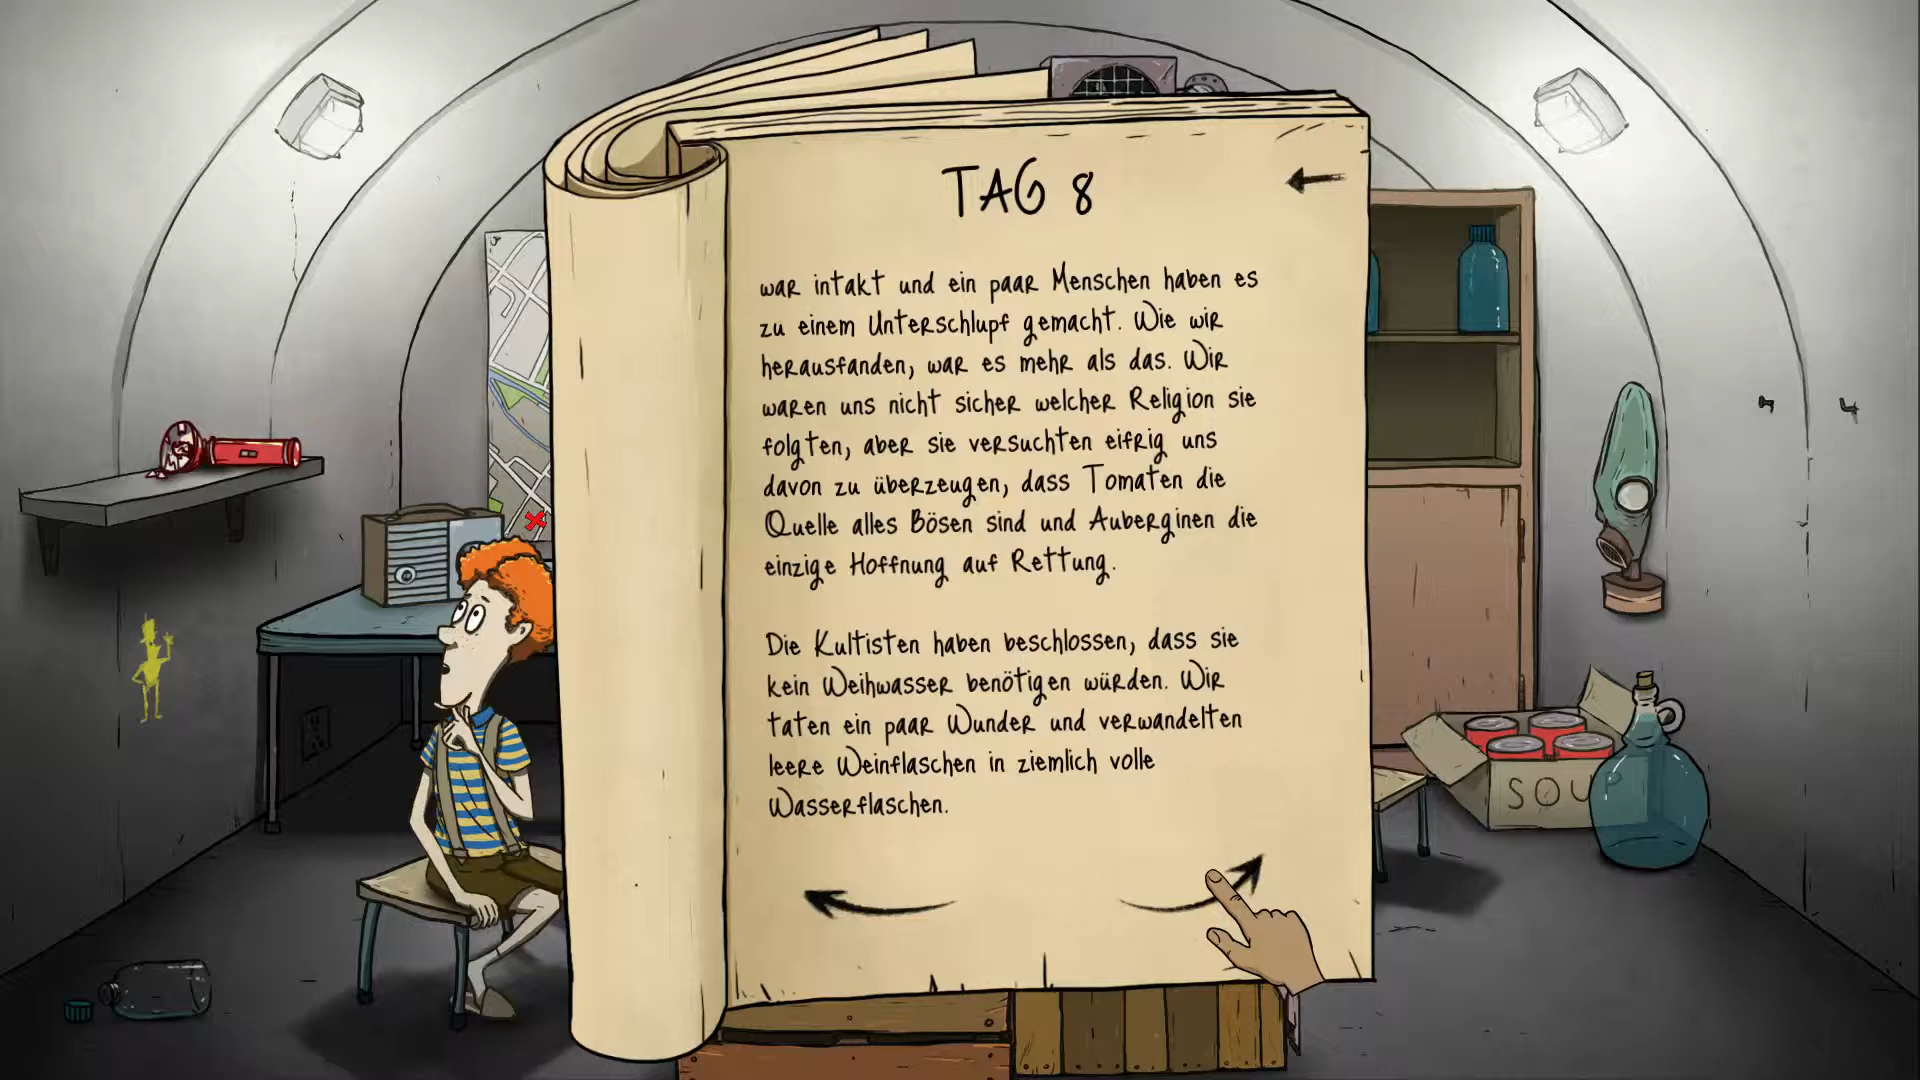 TAG 8
war intakt und ein paar Menschen haben es
zu einem Unterschlupf gemacht. Wie wir
herausfanden, war es mehr als das. Wir
waren uns nicht sicher welcher Religion sie
folgten, aber sie versuchten eifrig uns
davon zu überzeugen, dass Tomaten die
Quelle alles Bösen sind und Auberginen die
einzige Hoffnung auf Rettung.
Die Kultisten haben beschlossen, dass sie
kein Weihwasser benötigen würden. Wir
taten ein paar Wunder und verwandelten
leere Weinflaschen in ziemlich volle
Wasserflaschen.
SOU